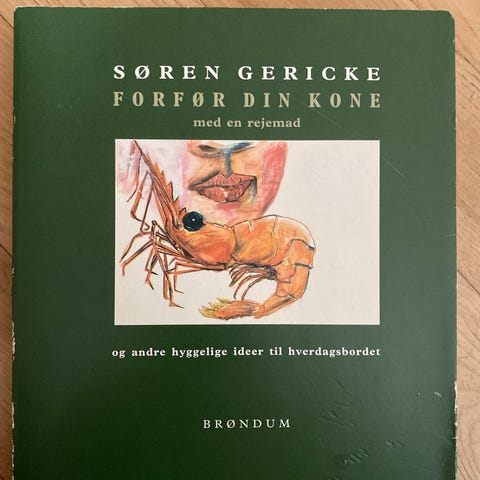 SØREN GERICKE
FORFØR DIN KONE
med en rejemad
og andre hyggelige ideer til hverdagsbordet
BRØNDUM